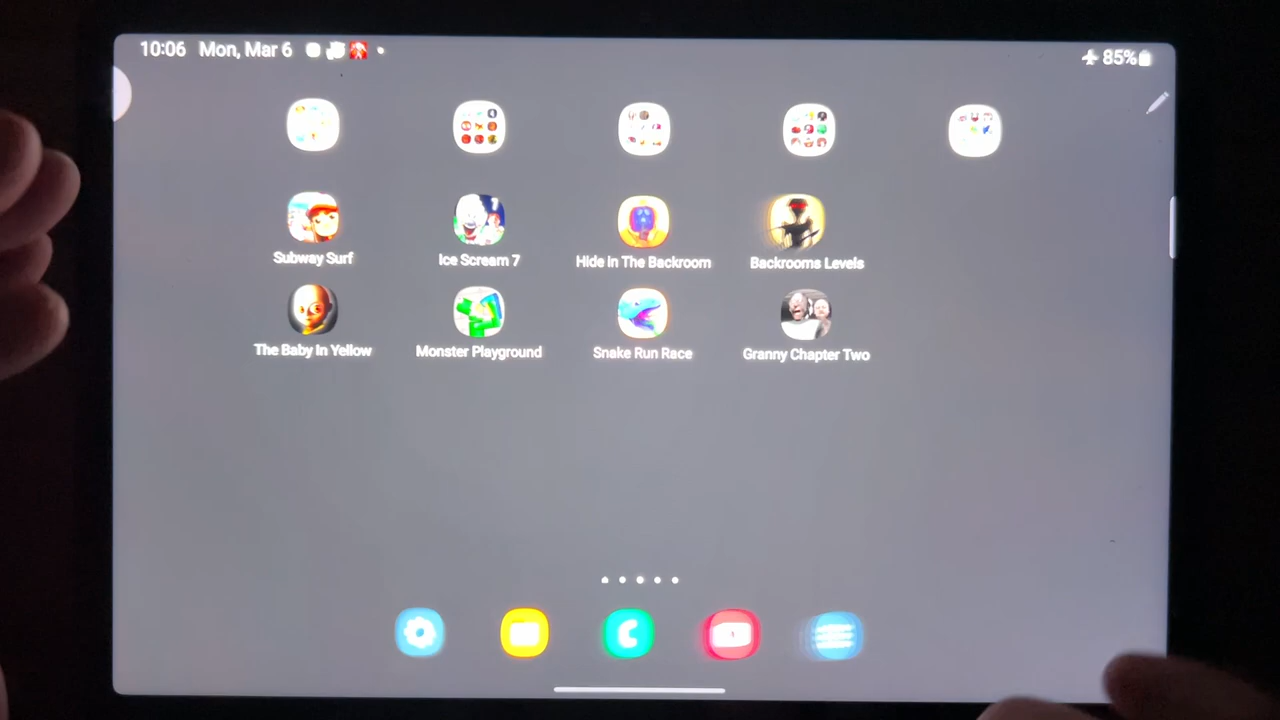 10:06 Mon, Mar 6
85%
Subway Surf
Ice Scream 7
Hide In The Backroom
Backrooms Levels
The Baby In Yellow
Monster Playground
Snake Run Race
Granny Chapter Two